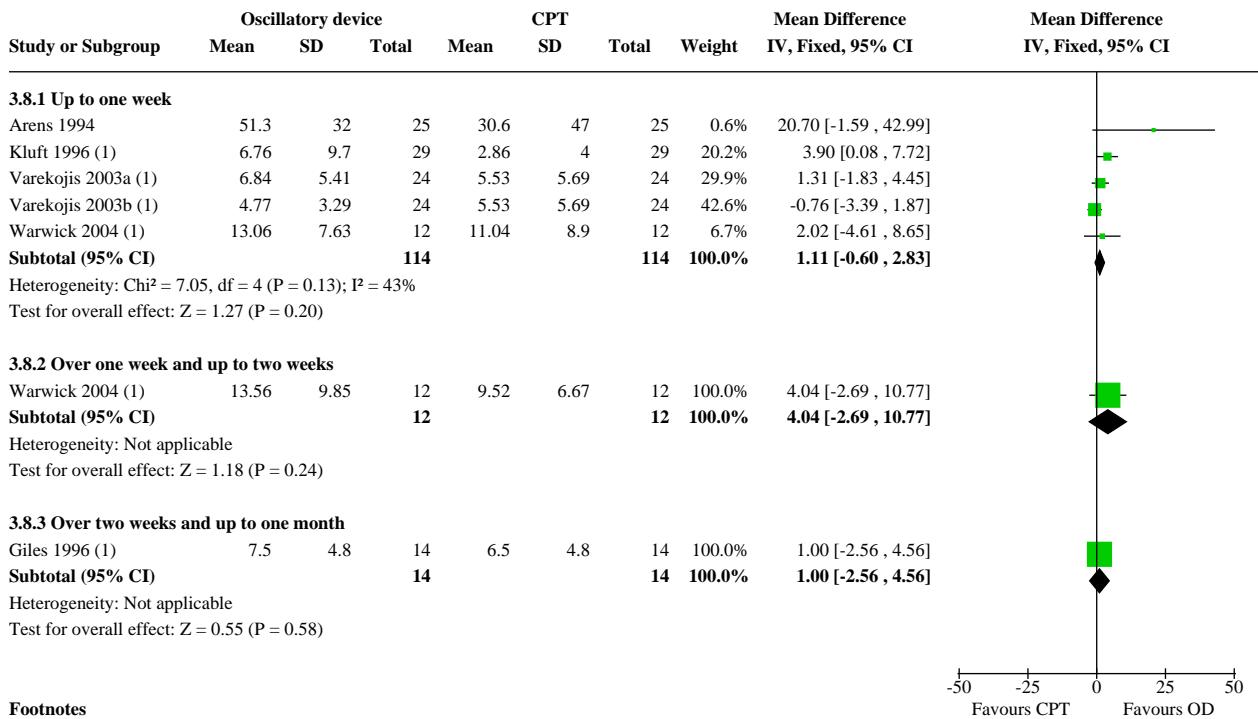 Oscillatory device CPT Mean Difference Mean Difference
Study or Subgroup Mean SD Total Mean SD Total Weight IV, Fixed, 95% CI IV, Fixed, 95% CI
3.8.1 Up to one week
Arens 1994 51.3 32 25 30.6 47 25 0.6% 20.70 [-1.59 , 42.99]
Kluft 1996 (1) 6.76 9.7 29 2.86 4 29 20.2% 3.90 [0.08 , 7.72]
Varekojis 2003a (1) 6.84 5.41 24 5.53 5.69 24 29.9% 1.31 [-1.83 , 4.45]
Varekojis 2003b (1) 4.77 3.29 24 5.53 5.69 24 42.6% -0.76 [-3.39 , 1.87]
Warwick 2004 (1) 13.06 7.63 12 11.04 8.9 12 6.7% 2.02 [-4.61 , 8.65]
Subtotal (95% CI) 114 114 100.0% 1.11 [-0.60 , 2.83]
Heterogeneity: Chi² = 7.05, df = 4 (P = 0.13); I² = 43%
Test for overall effect: Z = 1.27 (P = 0.20)
3.8.2 Over one week and up to two weeks
Warwick 2004 (1) 13.56 9.85 12 9.52 6.67 12 100.0% 4.04 [-2.69 , 10.77]
Subtotal (95% CI) 12 12 100.0% 4.04 [-2.69 , 10.77]
Heterogeneity: Not applicable
Test for overall effect: Z = 1.18 (P = 0.24)
3.8.3 Over two weeks and up to one month
Giles 1996 (1) 7.5 4.8 14 6.5 4.8 14 100.0% 1.00 [-2.56 , 4.56]
Subtotal (95% CI) 14 14 100.0% 1.00 [-2.56 , 4.56]
Heterogeneity: Not applicable
Test for overall effect: Z = 0.55 (P = 0.58)
-50 -25 0 25 50
Footnotes Favours CPT Favours OD